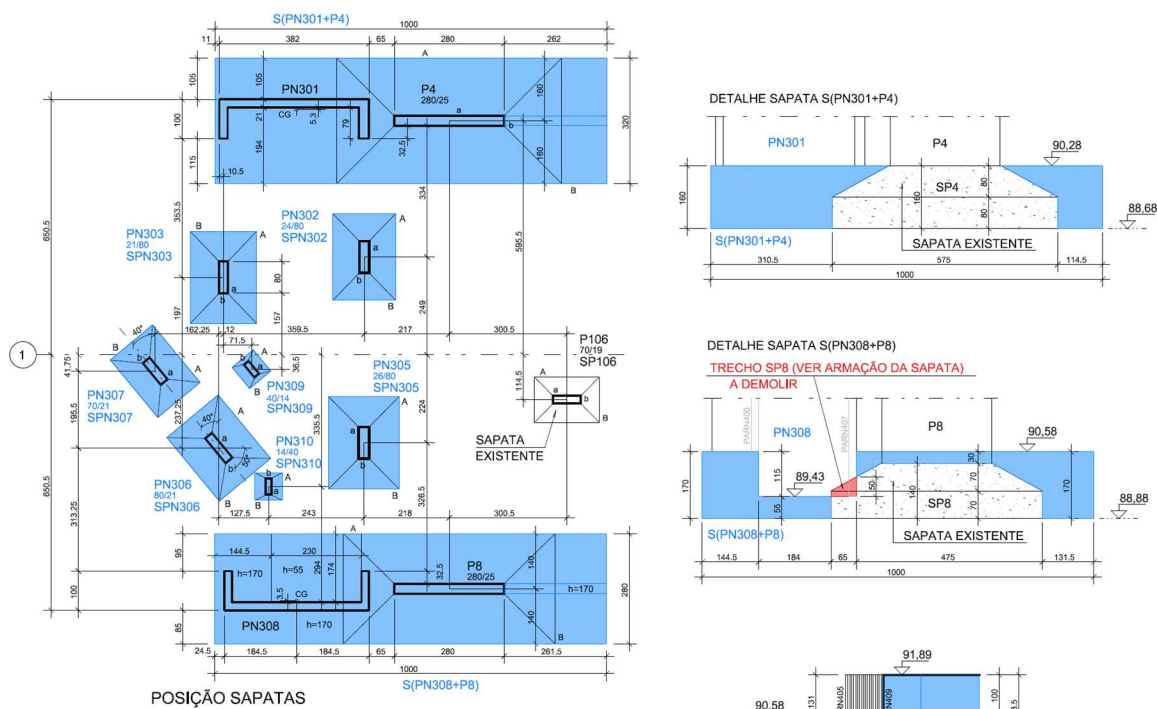 S(PN301+P4)
1000
11
382
65
280
262
A
105
105
PN301
P4
280/25
160
a
b
100
21
CG
5.3
79
320
650.5
32.5
194
115
160
10.5
B
353.5
334
PN302
24/80
SPN302
A
PN303
21/80
SPN303
B
A
a
b
80
a
b
595.5
B
249
197
157
40°
162.25
12
359.5
217
300.5
1
B
A
71.5
P106
70/19
SP106
41,75
b
a
A
b
a
36.5
114.5
A
a
b
B
PN305
26/80
SPN305
PN307
70/21
SPN307
B
PN309
40/14
SPN309
A
195.5
237.25
40°
A
335.5
a
b
224
SAPATA
EXISTENTE
B
a
b
50°
PN310
14/40
SPN310
A
b
a
B
B
PN306
80/21
SPN306
B
650.5
313.25
326.5
127.5
243
218
300.5
A
95
144.5
230
h=170
h=55
294
174
32.5
140
P8
280/25
h=170
280
100
3.5
CG
140
85
PN308
h=170
B
24.5
184.5
184.5
65
280
261.5
1000
S(PN308+P8)
POSIÇÃO SAPATAS
DETALHE SAPATA S(PN301+P4)
PN301
P4
90,28
160
SP4
160
80
80
88,68
S(PN301+P4)
SAPATA EXISTENTE
310.5
575
114.5
1000
DETALHE SAPATA S(PN308+P8)
TRECHO SP8 (VER ARMAÇÃO DA SAPATA)
A DEMOLIR
PARN406
PN308
PARN407
P8
90,58
30
170
115
89,43
50
140
70
170
55
SP8
70
88,88
S(PN308+P8)
SAPATA EXISTENTE
144.5
184
65
475
131.5
1000
91,89
131
PARN409
100
90,58